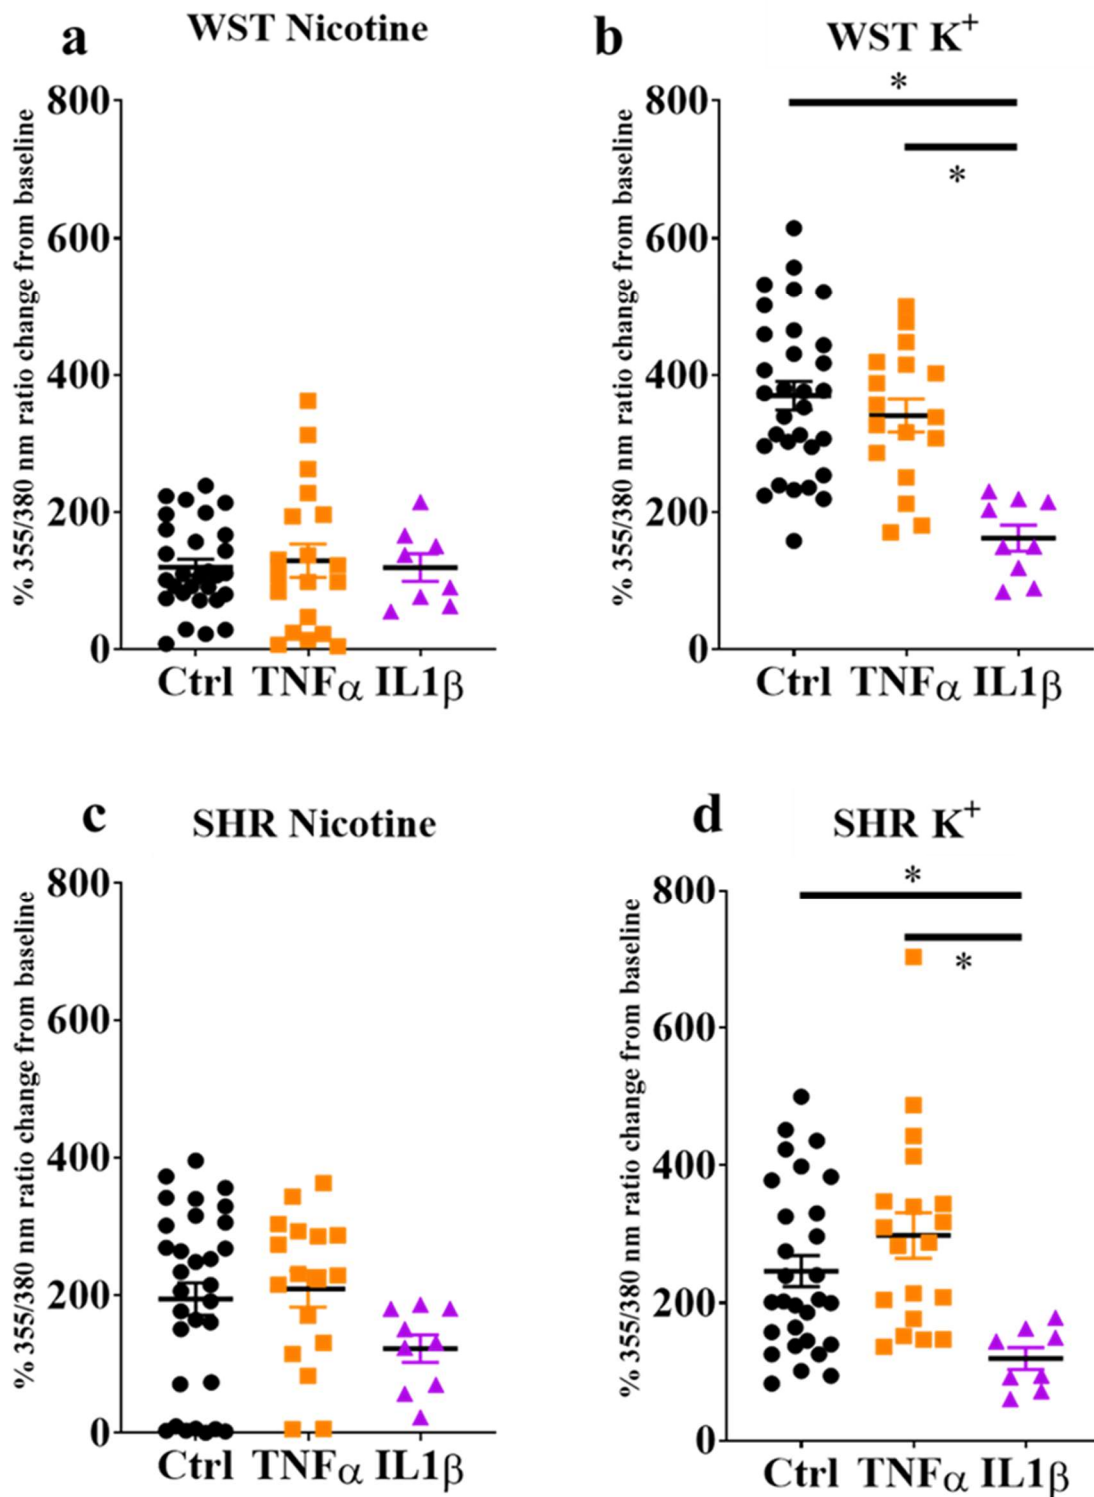 a
WST Nicotine
% 355/380 nm ratio change from baseline
800
600
400
200
0
Ctrl TNFα IL1β
b
WST K+
*
*
% 355/380 nm ratio change from baseline
800
600
400
200
0
Ctrl TNFα IL1β
c
SHR Nicotine
% 355/380 nm ratio change from baseline
800
600
400
200
0
Ctrl TNFα IL1β
d
SHR K+
*
*
% 355/380 nm ratio change from baseline
800
600
400
200
0
Ctrl TNFα IL1β